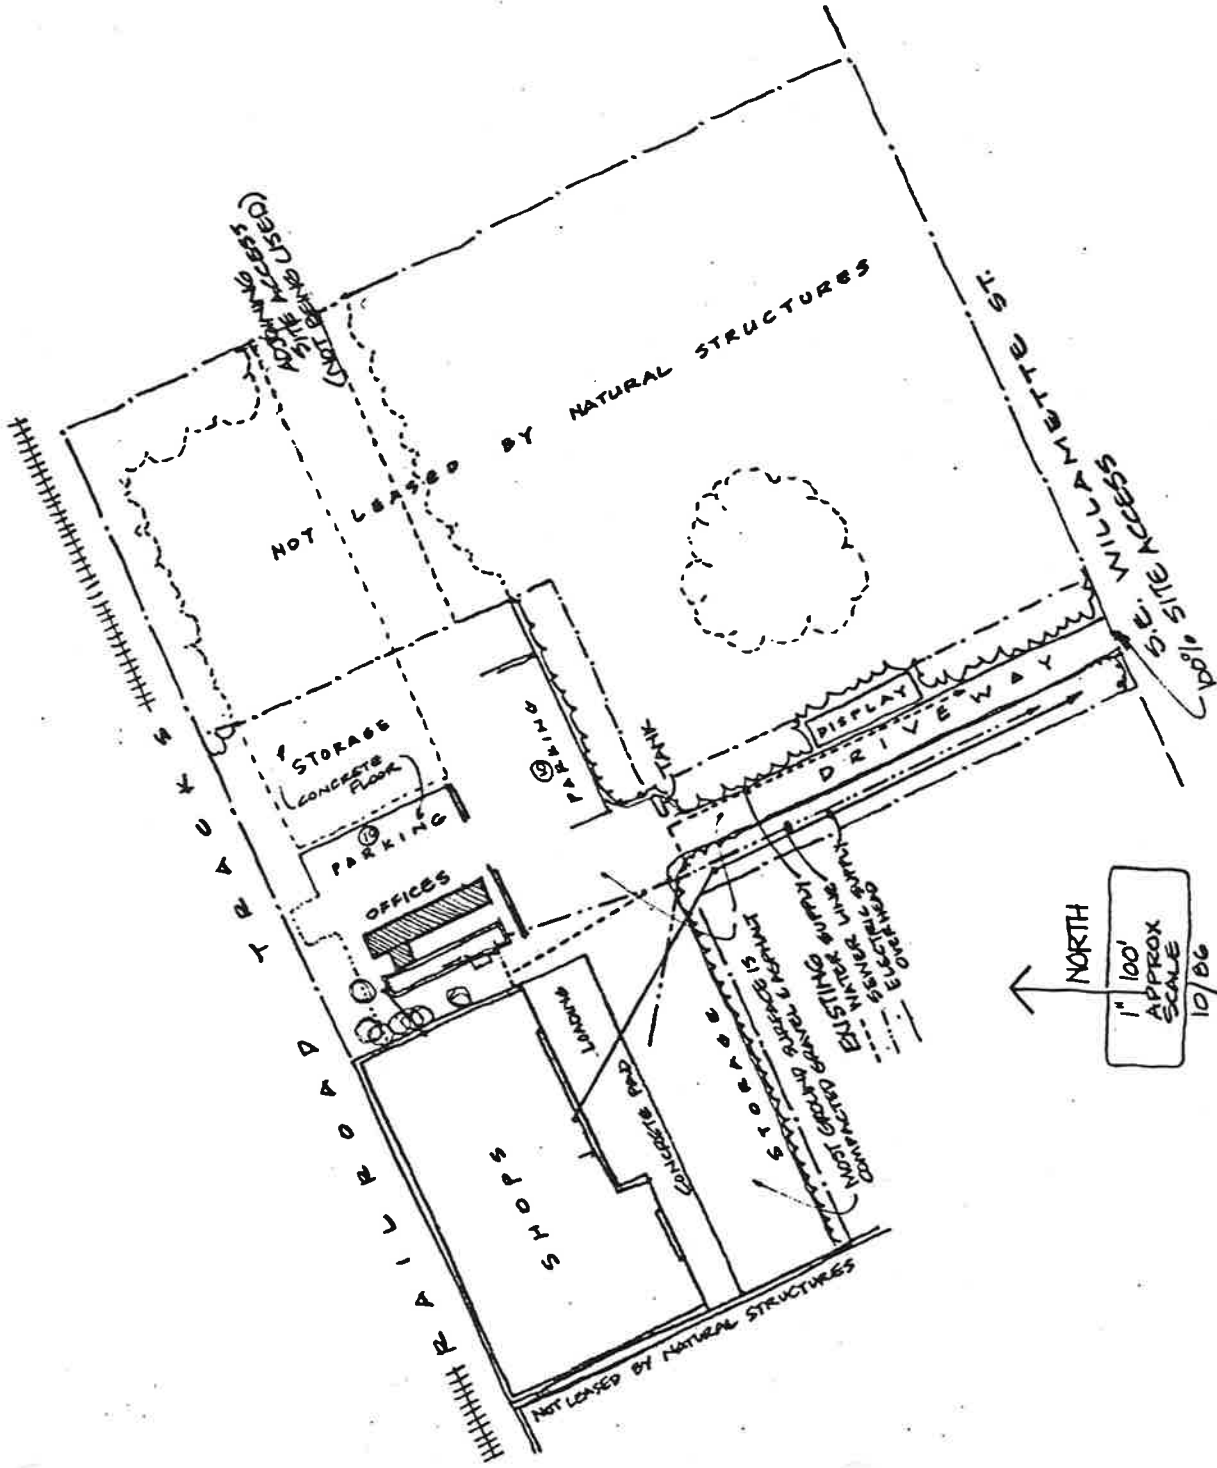 RAILROAD TRACKS
ADJOINING
SITE ACCESS
(NOT BEING USED)
NOT LEASED BY NATURAL STRUCTURES
STORAGE
CONCRETE
FLOOR
10
PARKING
OFFICES
PARKING
TANK
DISPLAY
DRIVEWAY
S.E. WILLAMETTE ST.
100% SITE ACCESS
SHOPS
LOADING
CONCRETE PAD
STORAGE
MOST GROUND SURFACE IS
COMPACTED GRAVEL & ASPHALT
EXISTING
WATER SUPPLY
SEWER LINE
ELECTRIC SUPPLY
OVERHEAD
NOT LEASED BY NATURAL STRUCTURES
NORTH
1" 100'
APPROX
SCALE
10/86